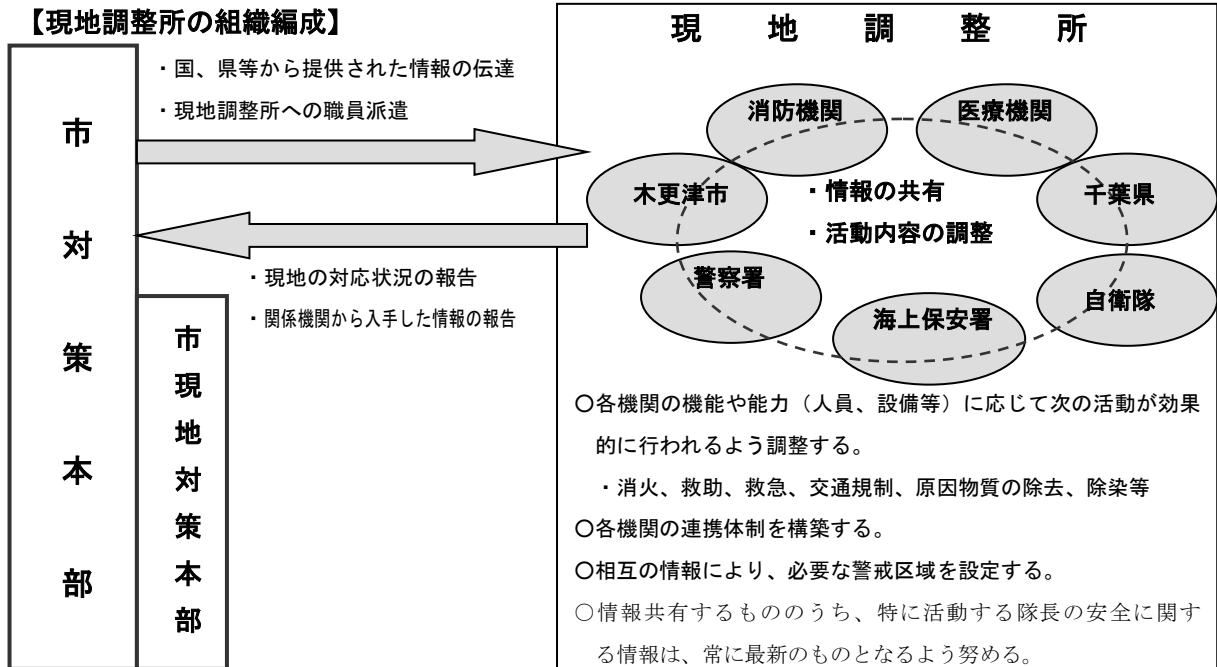 【現地調整所の組織編成】
市対策本部
市現地対策本部
・国、県等から提供された情報の伝達
・現地調整所への職員派遣
・現地の対応状況の報告
・関係機関から入手した情報の報告
現地調整所
消防機関
医療機関
木更津市
千葉県
・情報の共有
・活動内容の調整
警察署
自衛隊
海上保安署
〇各機関の機能や能力（人員、設備等）に応じて次の活動が効果
的に行われるよう調整する。
・消火、救助、救急、交通規制、原因物質の除去、除染等
〇各機関の連携体制を構築する。
〇相互の情報により、必要な警戒区域を設定する。
〇情報共有するもののうち、特に活動する隊長の安全に関す
る情報は、常に最新のものとなるよう努める。